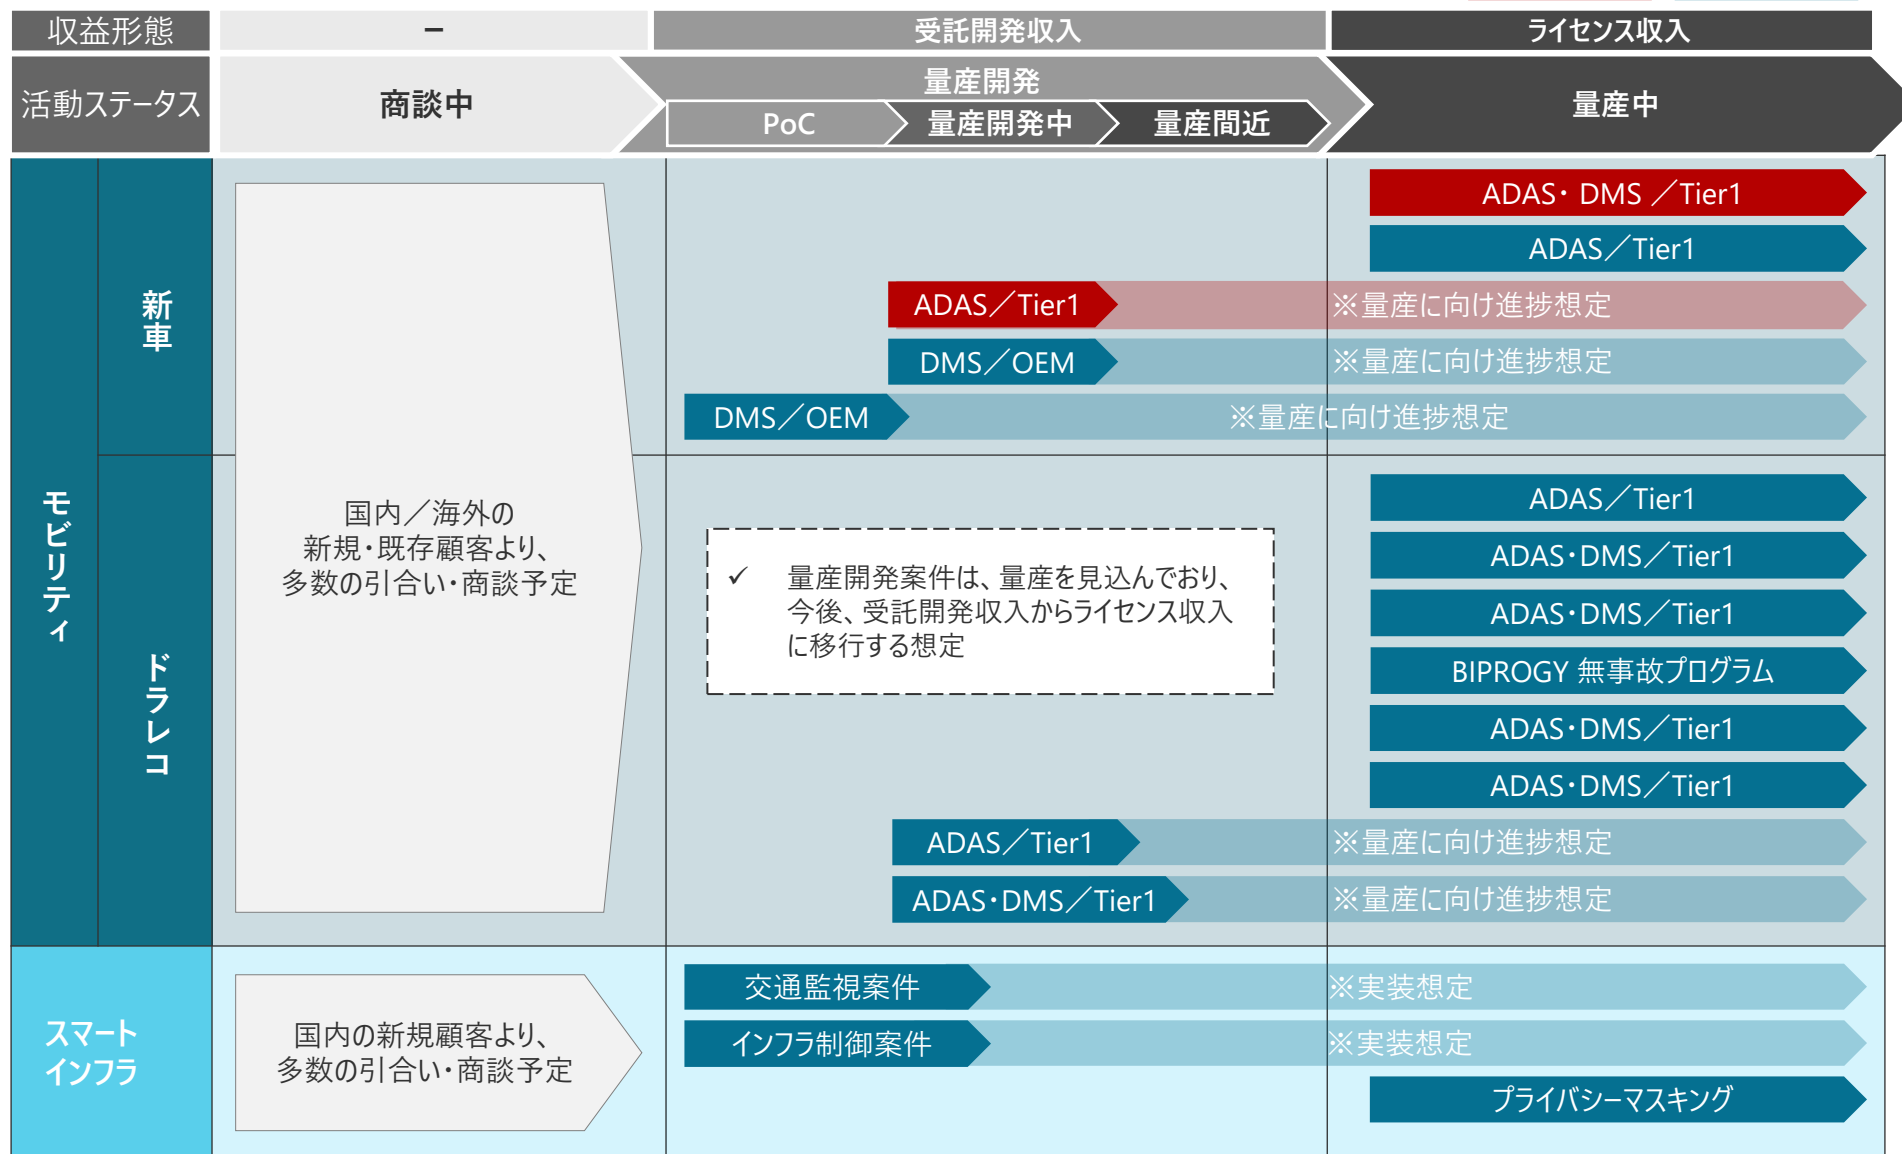 収益形態
－
受託開発収入
ライセンス収入
活動ステータス
商談中
量産開発
PoC
量産開発中
量産間近
量産中
モビリティ
新車
ドラレコ
国内／海外の
新規・既存顧客より、
多数の引合い・商談予定
ADAS・ DMS ／Tier1
ADAS／Tier1
ADAS／Tier1
※量産に向け進捗想定
DMS／OEM
※量産に向け進捗想定
DMS／OEM
※量産に向け進捗想定
✓ 量産開発案件は、量産を見込んでおり、
今後、受託開発収入からライセンス収入
に移行する想定
ADAS／Tier1
ADAS・DMS／Tier1
ADAS・DMS／Tier1
BIPROGY 無事故プログラム
ADAS・DMS／Tier1
ADAS・DMS／Tier1
ADAS／Tier1
※量産に向け進捗想定
ADAS・DMS／Tier1
※量産に向け進捗想定
スマート
インフラ
国内の新規顧客より、
多数の引合い・商談予定
交通監視案件
※実装想定
インフラ制御案件
※実装想定
プライバシーマスキング